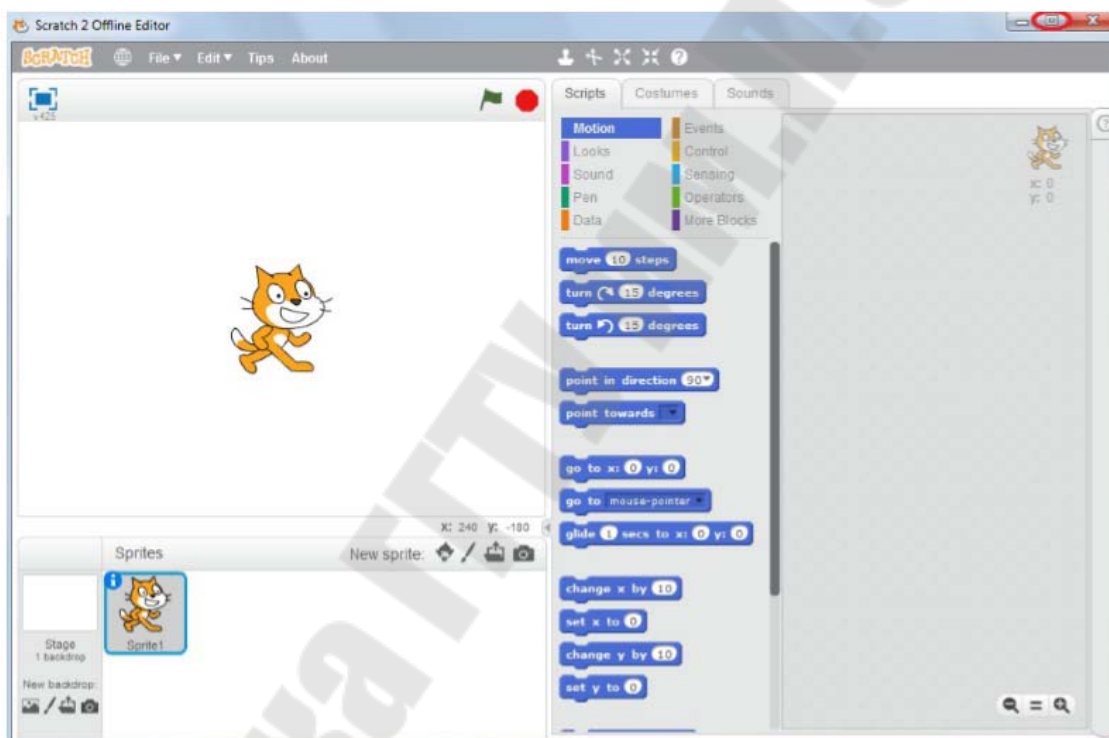 Scratch 2 Offline Editor
SCRATCH File Edit Tips About
v425
Scripts Costumes Sounds
Motion Events
Looks Control
Sound Sensing
Pen Operators
Data More Blocks
x: 0
y: 0
move 10 steps
turn 15 degrees
turn 15 degrees
point in direction 90
point towards
go to x: 0 y: 0
go to mouse-pointer
glide 1 secs to x: 0 y: 0
change x by 10
set x to 0
change y by 10
set y to 0
X: 240 y: -180
Sprites New sprite:
Sprite1
Stage
1 backdrop
New backdrop: